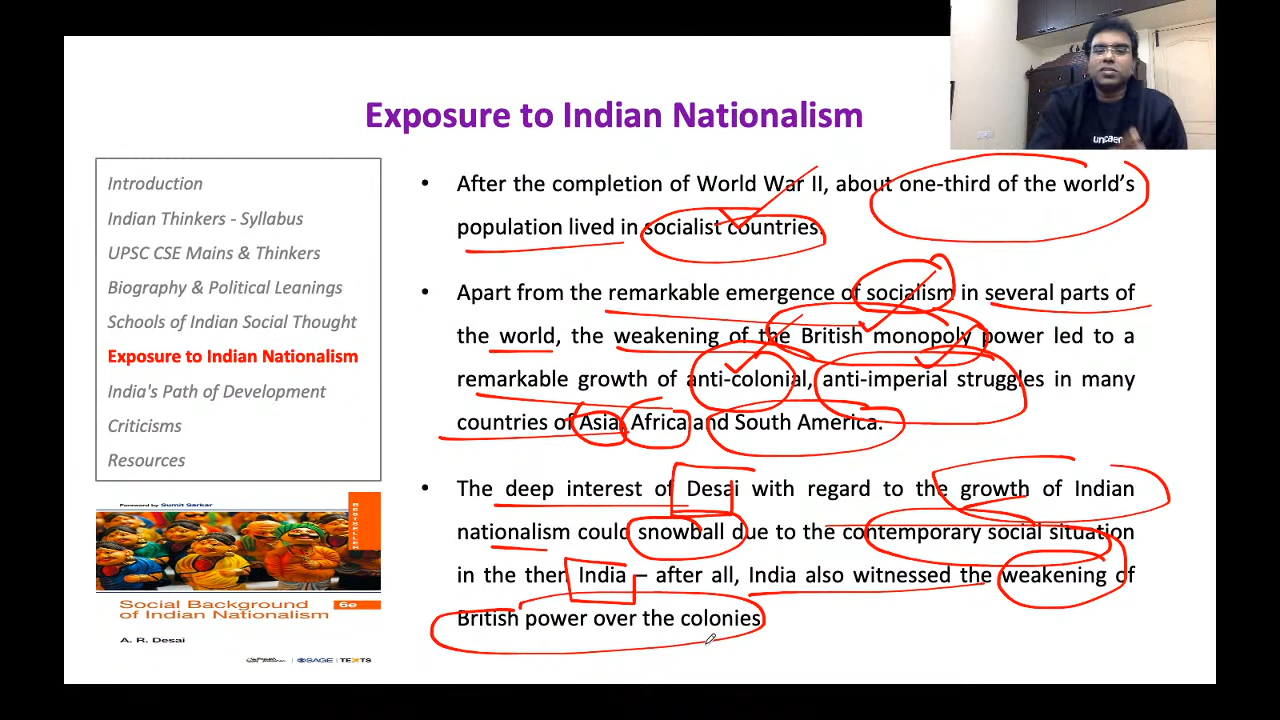 Exposure to Indian Nationalism
Introduction
Indian Thinkers - Syllabus
UPSC CSE Mains & Thinkers
Biography & Political Leanings
Schools of Indian Social Thought
Exposure to Indian Nationalism
India's Path of Development
Criticisms
Resources
• After the completion of World War II, about one-third of the world's
population lived in socialist countries.
• Apart from the remarkable emergence of socialism in several parts of
the world, the weakening of the British monopoly power led to a
remarkable growth of anti-colonial, anti-imperial struggles in many
countries of Asia, Africa and South America.
• The deep interest of Desai with regard to the growth of Indian
nationalism could snowball due to the contemporary social situation
in the then India – after all, India also witnessed the weakening of
British power over the colonies
Foreword by Sumit Sarkar
Social Background
of Indian Nationalism
6e
A. R. Desai
SAGE | TEXTS